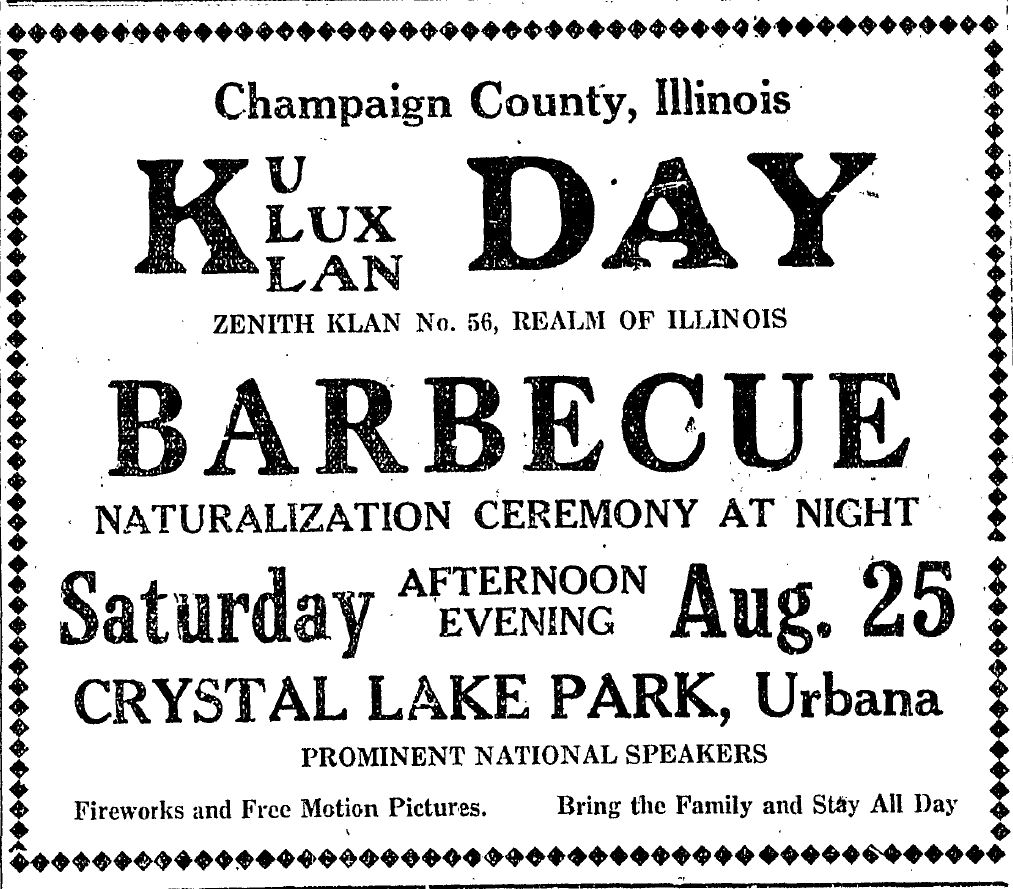 Champaign County, Illinois
KU LUX LAN DAY
ZENITH KLAN No. 56, REALM OF ILLINOIS
BARBECUE
NATURALIZATION CEREMONY AT NIGHT
Saturday AFTERNOON EVENING Aug. 25
CRYSTAL LAKE PARK, Urbana
PROMINENT NATIONAL SPEAKERS
Fireworks and Free Motion Pictures. Bring the Family and Stay All Day